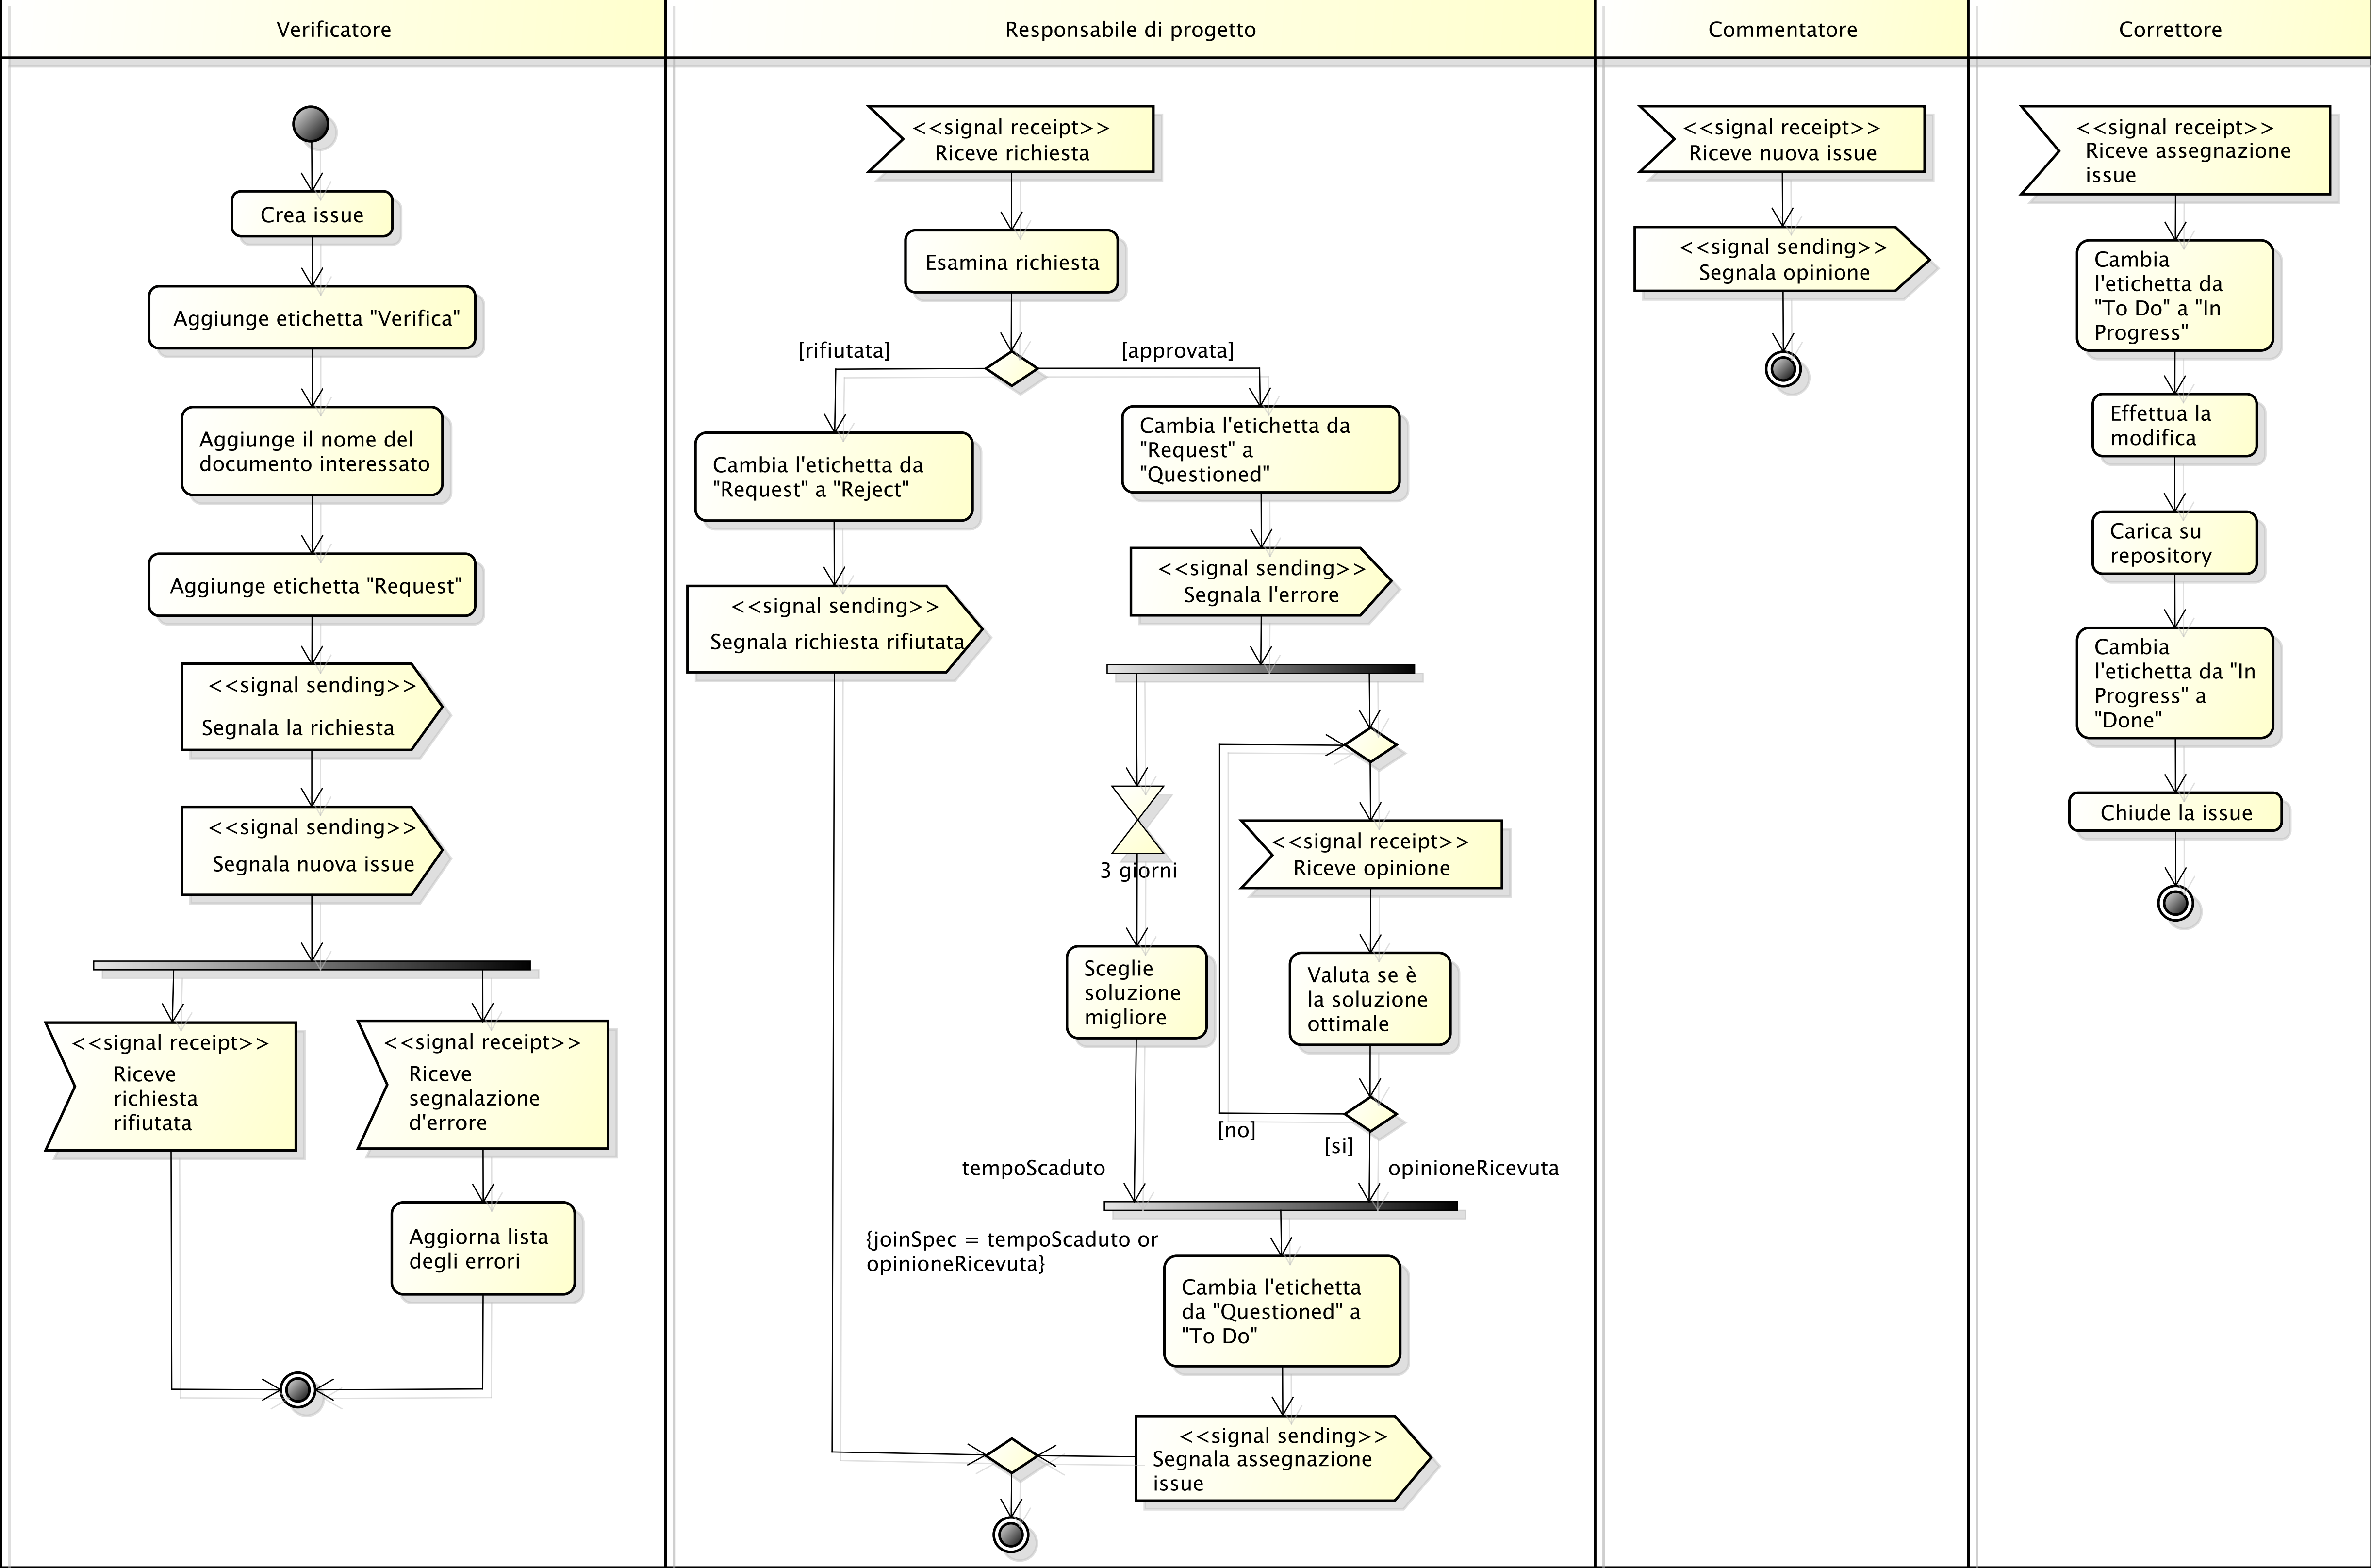 Verificatore
Responsabile di progetto
Commentatore
Correttore
Crea issue
Aggiunge etichetta "Verifica"
Aggiunge il nome del
documento interessato
Aggiunge etichetta "Request"
<<signal sending>>
Segnala la richiesta
<<signal sending>>
Segnala nuova issue
<<signal receipt>>
Riceve
richiesta
rifiutata
<<signal receipt>>
Riceve
segnalazione
d'errore
Aggiorna lista
degli errori
<<signal receipt>>
Riceve richiesta
Esamina richiesta
[rifiutata]
[approvata]
Cambia l'etichetta da
"Request" a "Reject"
<<signal sending>>
Segnala richiesta rifiutata
Cambia l'etichetta da
"Request" a
"Questioned"
<<signal sending>>
Segnala l'errore
3 giorni
Sceglie
soluzione
migliore
<<signal receipt>>
Riceve opinione
Valuta se è
la soluzione
ottimale
[no]
[si]
tempoScaduto
opinioneRicevuta
{joinSpec = tempoScaduto or
opinioneRicevuta}
Cambia l'etichetta
da "Questioned" a
"To Do"
<<signal sending>>
Segnala assegnazione
issue
<<signal receipt>>
Riceve nuova issue
<<signal sending>>
Segnala opinione
<<signal receipt>>
Riceve assegnazione
issue
Cambia
l'etichetta da
"To Do" a "In
Progress"
Effettua la
modifica
Carica su
repository
Cambia
l'etichetta da "In
Progress" a
"Done"
Chiude la issue